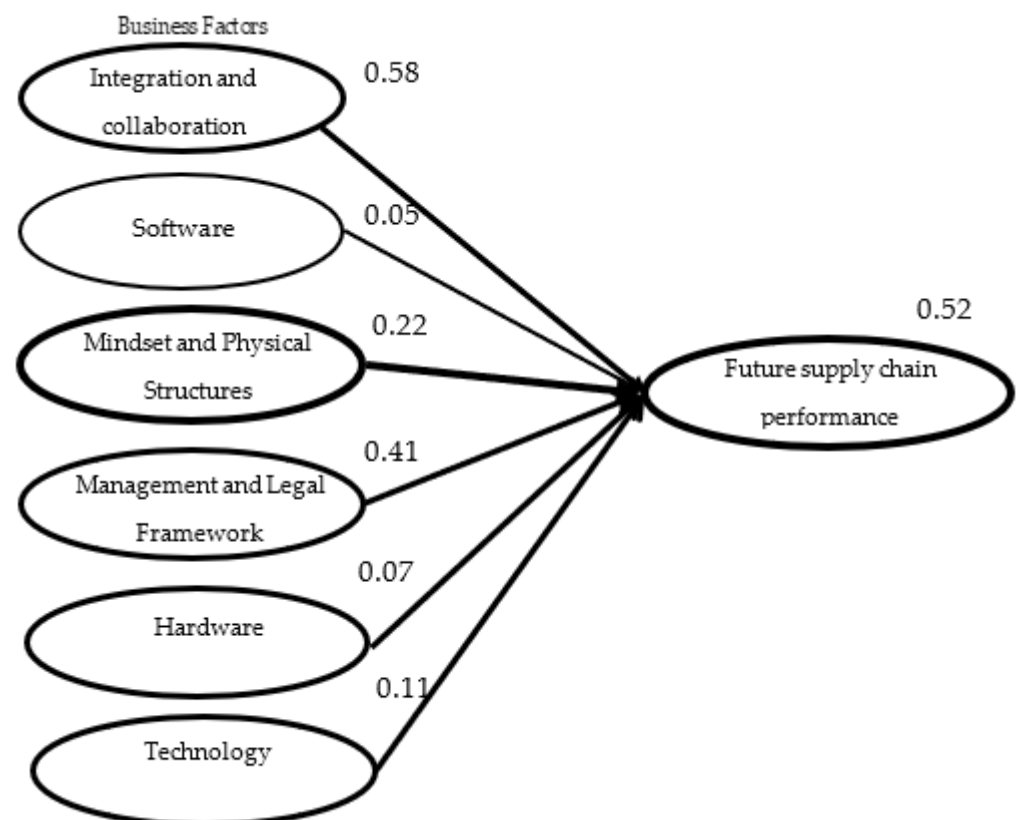 Business Factors
Integration and
collaboration
0.58
Software
0.05
Mindset and Physical
Structures
0.22
Management and Legal
Framework
0.41
Hardware
0.07
Technology
0.11
0.52
Future supply chain
performance